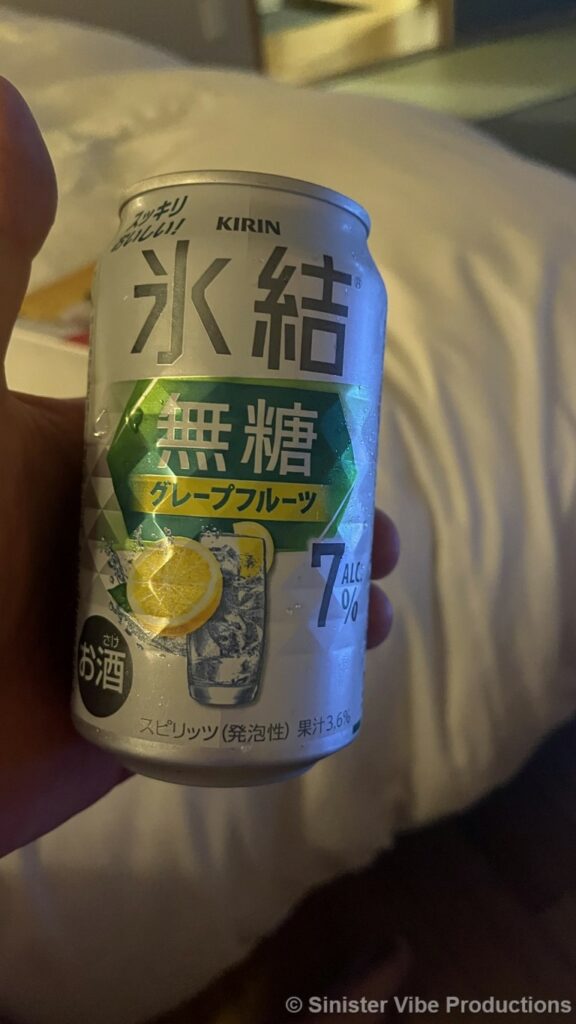 スッキリ
おいしい!
KIRIN
氷結®
無糖
グレープフルーツ
7%
ALC.
さけ
お酒
スピリッツ(発泡性) 果汁3.6%
© Sinister Vibe Productions